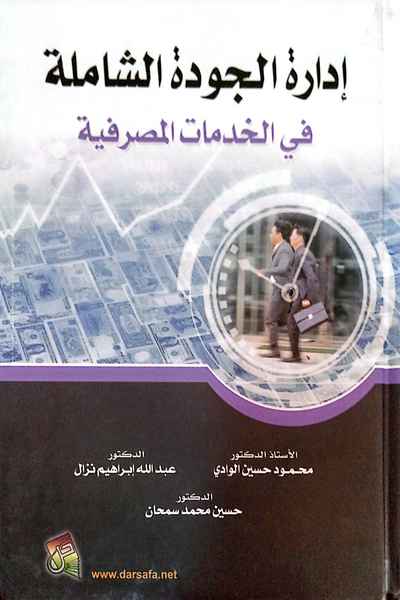 إدارة الجودة الشاملة
في الخدمات المصرفية
الأستاذ الدكتور
محمود حسين الوادي
الدكتور
عبد الله إبراهيم نزال
الدكتور
حسين محمد سمحان
www.darsafa.net